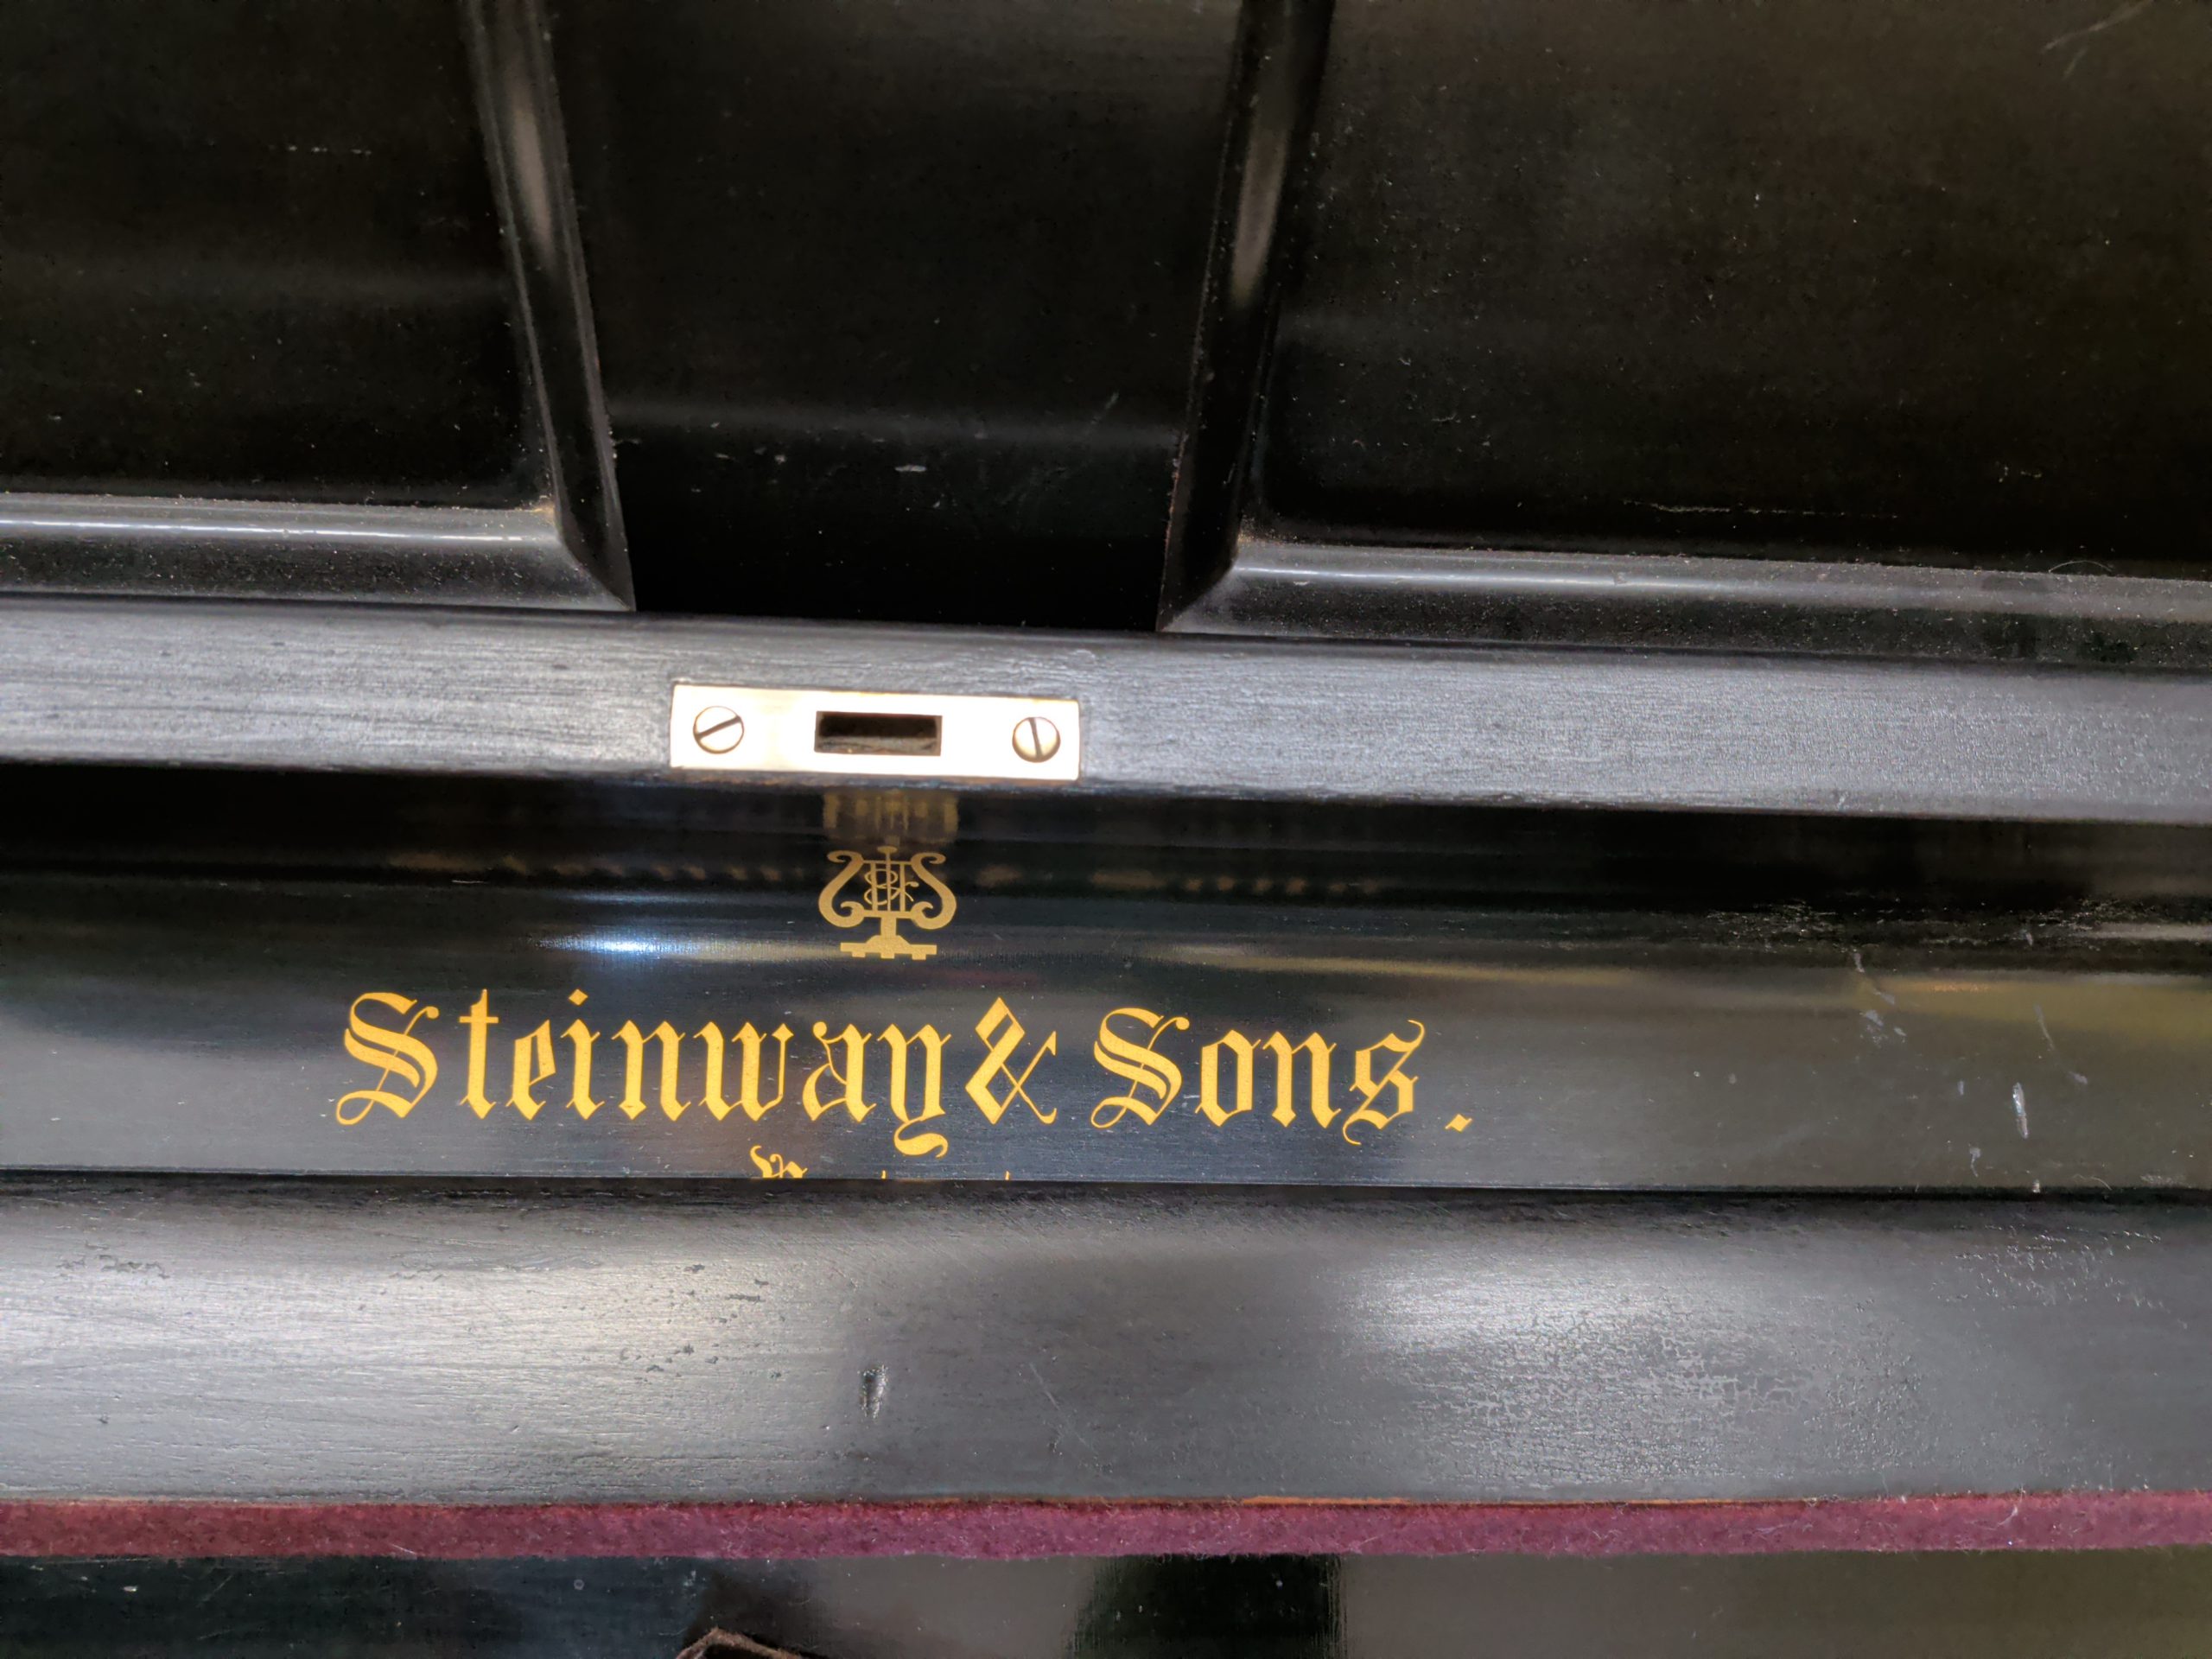 Steinway & Sons.